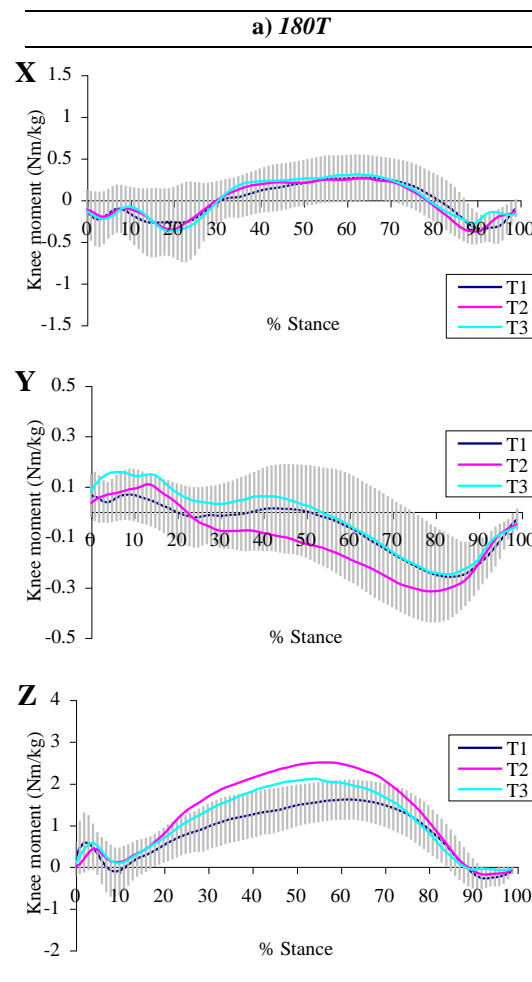 a) 180T
X
Knee moment (Nm/kg)
1.5
1
0.5
0
-0.5
-1
-1.5
0 10 20 30 40 50 60 70 80 90 100
% Stance
T1
T2
T3
Y
Knee moment (Nm/kg)
0.5
0.3
0.1
-0.1
-0.3
-0.5
0 10 20 30 40 50 60 70 80 90 100
% Stance
T1
T2
T3
Z
Knee moment (Nm/kg)
4
3
2
1
0
-1
-2
0 10 20 30 40 50 60 70 80 90 100
% Stance
T1
T2
T3